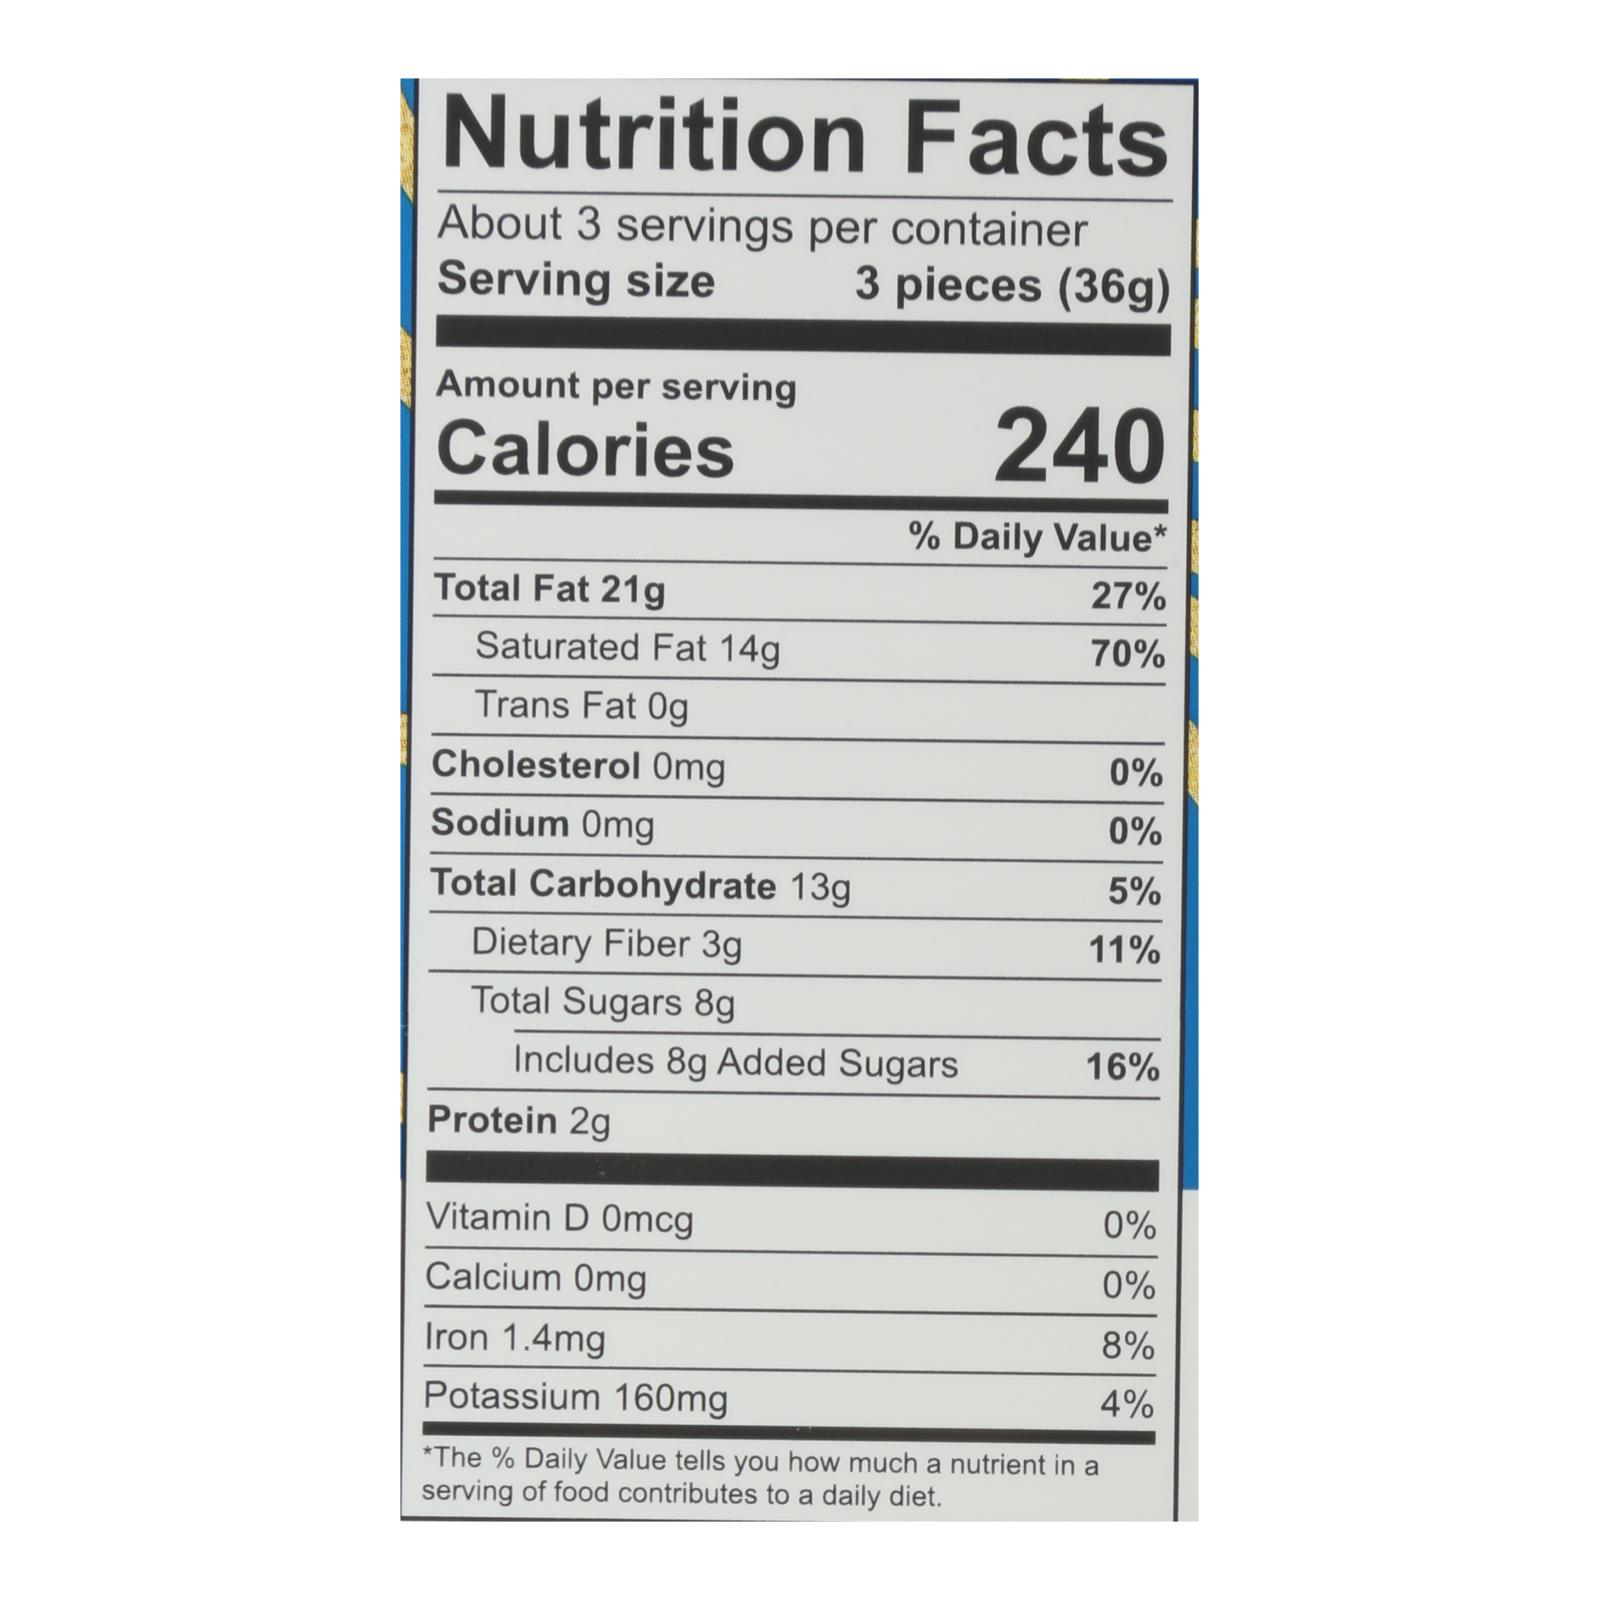 Nutrition Facts
About 3 servings per container
Serving size 3 pieces (36g)
Amount per serving
Calories 240
% Daily Value*
Total Fat 21g 27%
Saturated Fat 14g 70%
Trans Fat 0g
Cholesterol 0mg 0%
Sodium 0mg 0%
Total Carbohydrate 13g 5%
Dietary Fiber 3g 11%
Total Sugars 8g
Includes 8g Added Sugars 16%
Protein 2g
Vitamin D 0mcg 0%
Calcium 0mg 0%
Iron 1.4mg 8%
Potassium 160mg 4%
*The % Daily Value tells you how much a nutrient in a
serving of food contributes to a daily diet.